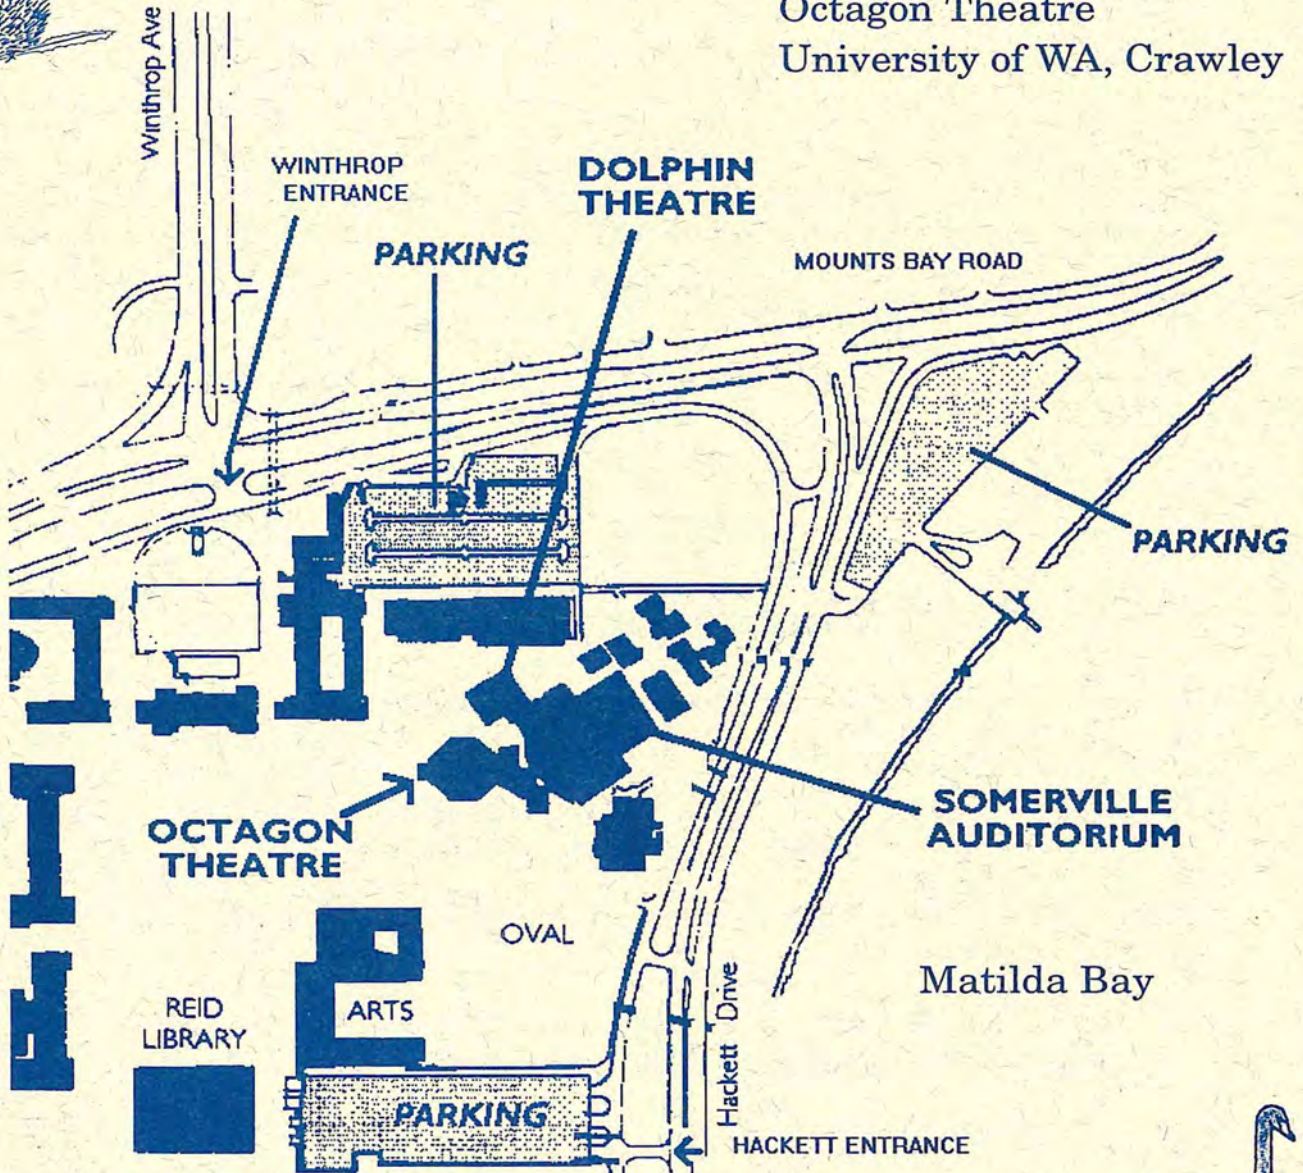 Octagon Theatre
University of WA, Crawley
Winthrop Ave
WINTHROP
ENTRANCE
DOLPHIN
THEATRE
PARKING
MOUNTS BAY ROAD
PARKING
SOMERVILLE
AUDITORIUM
OCTAGON
THEATRE
OVAL
Matilda Bay
REID
LIBRARY
ARTS
Hackett Drive
PARKING
HACKETT ENTRANCE